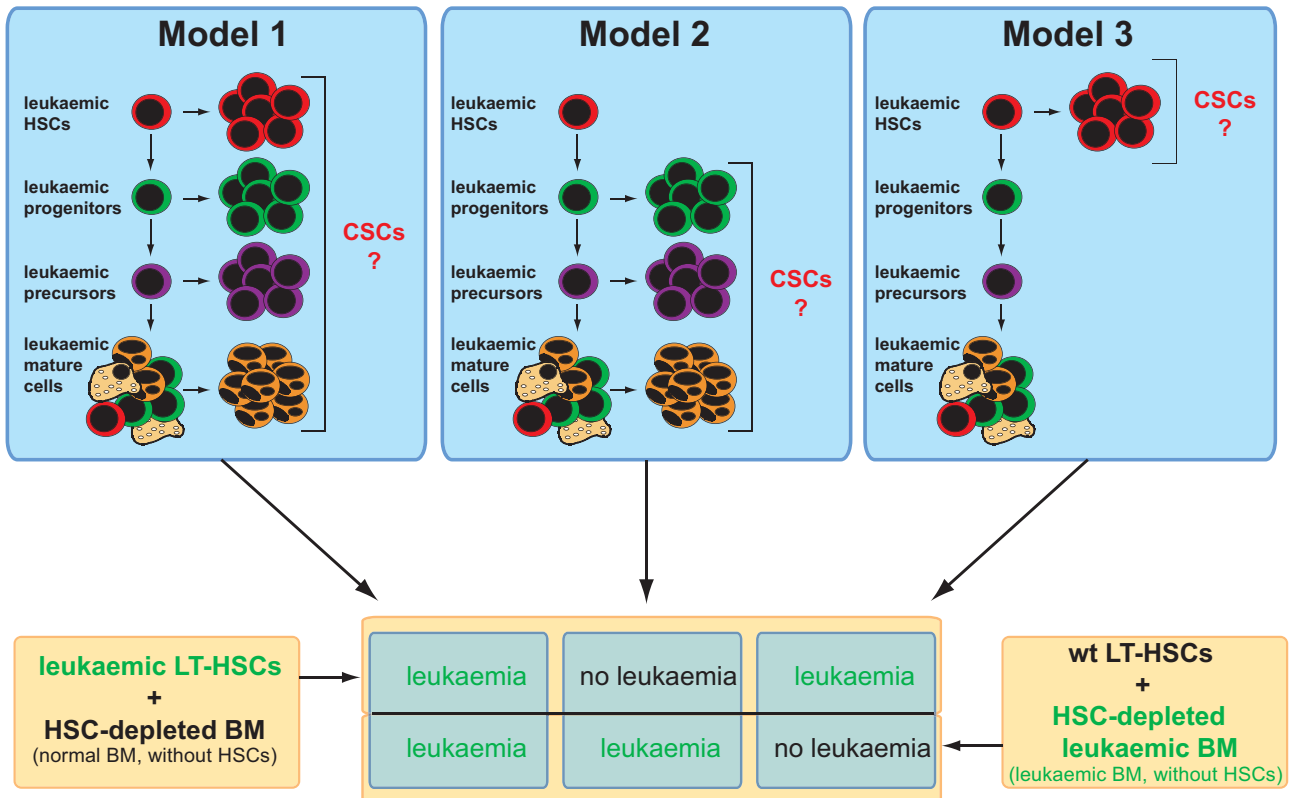 Model 1
leukaemic
HSCs
leukaemic
progenitors
leukaemic
precursors
leukaemic
mature
cells
CSCs
?
Model 2
leukaemic
HSCs
leukaemic
progenitors
leukaemic
precursors
leukaemic
mature
cells
CSCs
?
Model 3
leukaemic
HSCs
leukaemic
progenitors
leukaemic
precursors
leukaemic
mature
cells
CSCs
?
leukaemic LT-HSCs
+
HSC-depleted BM
(normal BM, without HSCs)
leukaemia
no leukaemia
leukaemia
leukaemia
leukaemia
no leukaemia
wt LT-HSCs
+
HSC-depleted
leukaemic BM
(leukaemic BM, without HSCs)